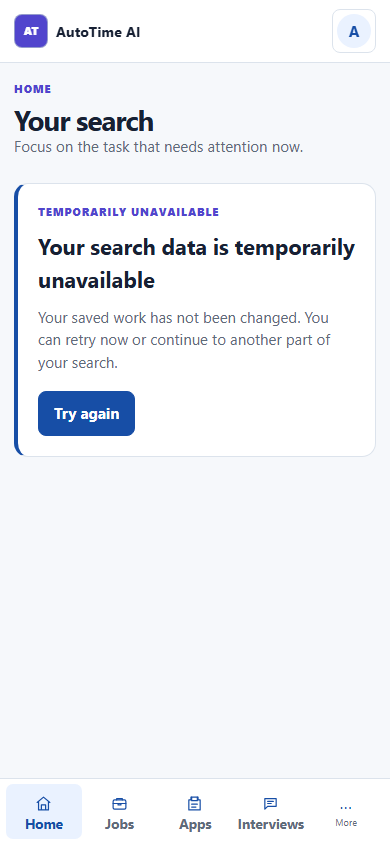 AT AutoTime AI A
HOME
Your search
Focus on the task that needs attention now.
TEMPORARILY UNAVAILABLE
Your search data is temporarily
unavailable
Your saved work has not been changed. You
can retry now or continue to another part of
your search.
Try again
Home Jobs Apps Interviews More